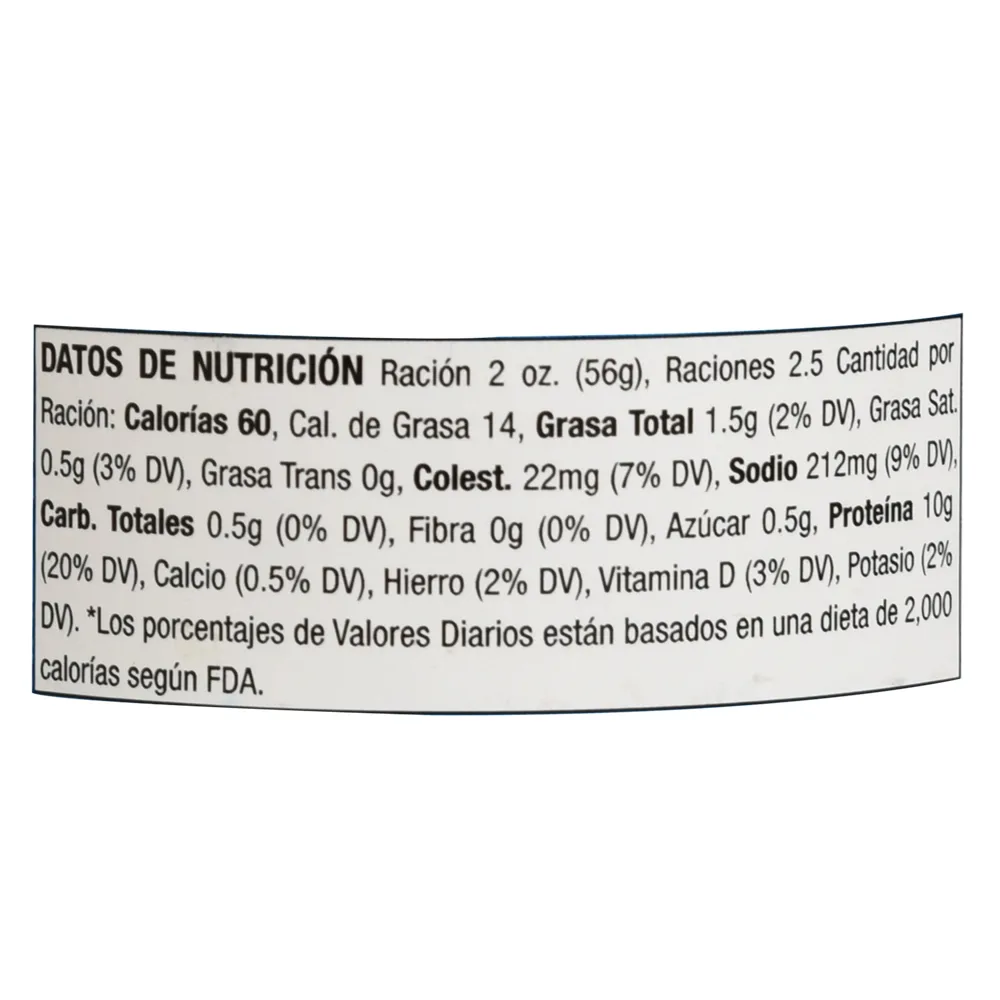 DATOS DE NUTRICIÓN Ración 2 oz. (56g), Raciones 2.5 Cantidad por
Ración: Calorías 60, Cal. de Grasa 14, Grasa Total 1.5g (2% DV), Grasa Sat.
0.5g (3% DV), Grasa Trans 0g, Colest. 22mg (7% DV), Sodio 212mg (9% DV),
Carb. Totales 0.5g (0% DV), Fibra 0g (0% DV), Azúcar 0.5g, Proteína 10g
(20% DV), Calcio (0.5% DV), Hierro (2% DV), Vitamina D (3% DV), Potasio (2%
DV). *Los porcentajes de Valores Diarios están basados en una dieta de 2,000
calorías según FDA.